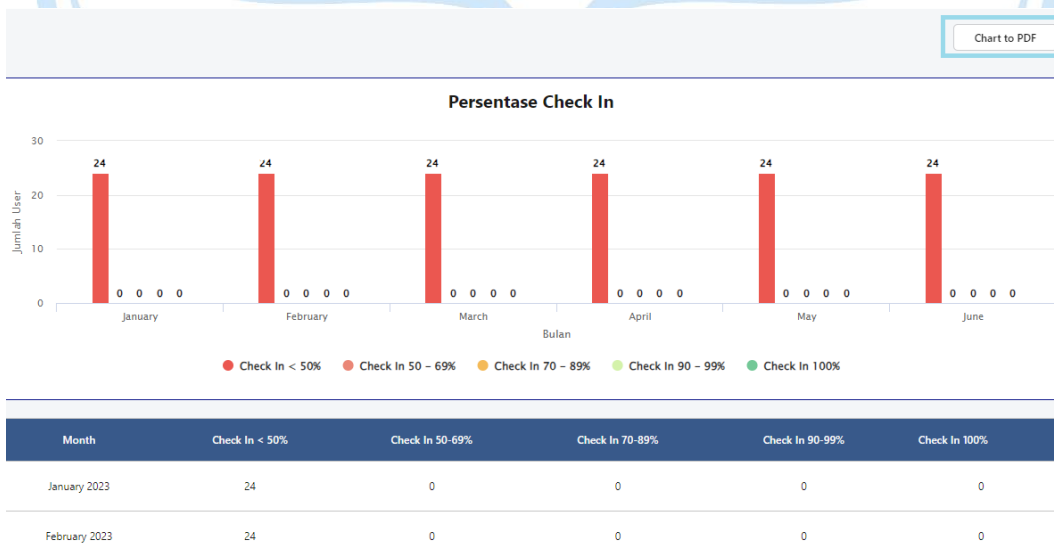 Chart to PDF
Persentase Check In
30
24 24 24 24 24 24
20
Jumlah User
10
0 0 0 0 0 0 0 0 0 0 0 0 0 0 0 0 0 0 0 0 0 0 0 0
0
January February March April May June
Bulan
Check In < 50% Check In 50 – 69% Check In 70 – 89% Check In 90 – 99% Check In 100%
Month Check In < 50% Check In 50-69% Check In 70-89% Check In 90-99% Check In 100%
January 2023 24 0 0 0 0
February 2023 24 0 0 0 0